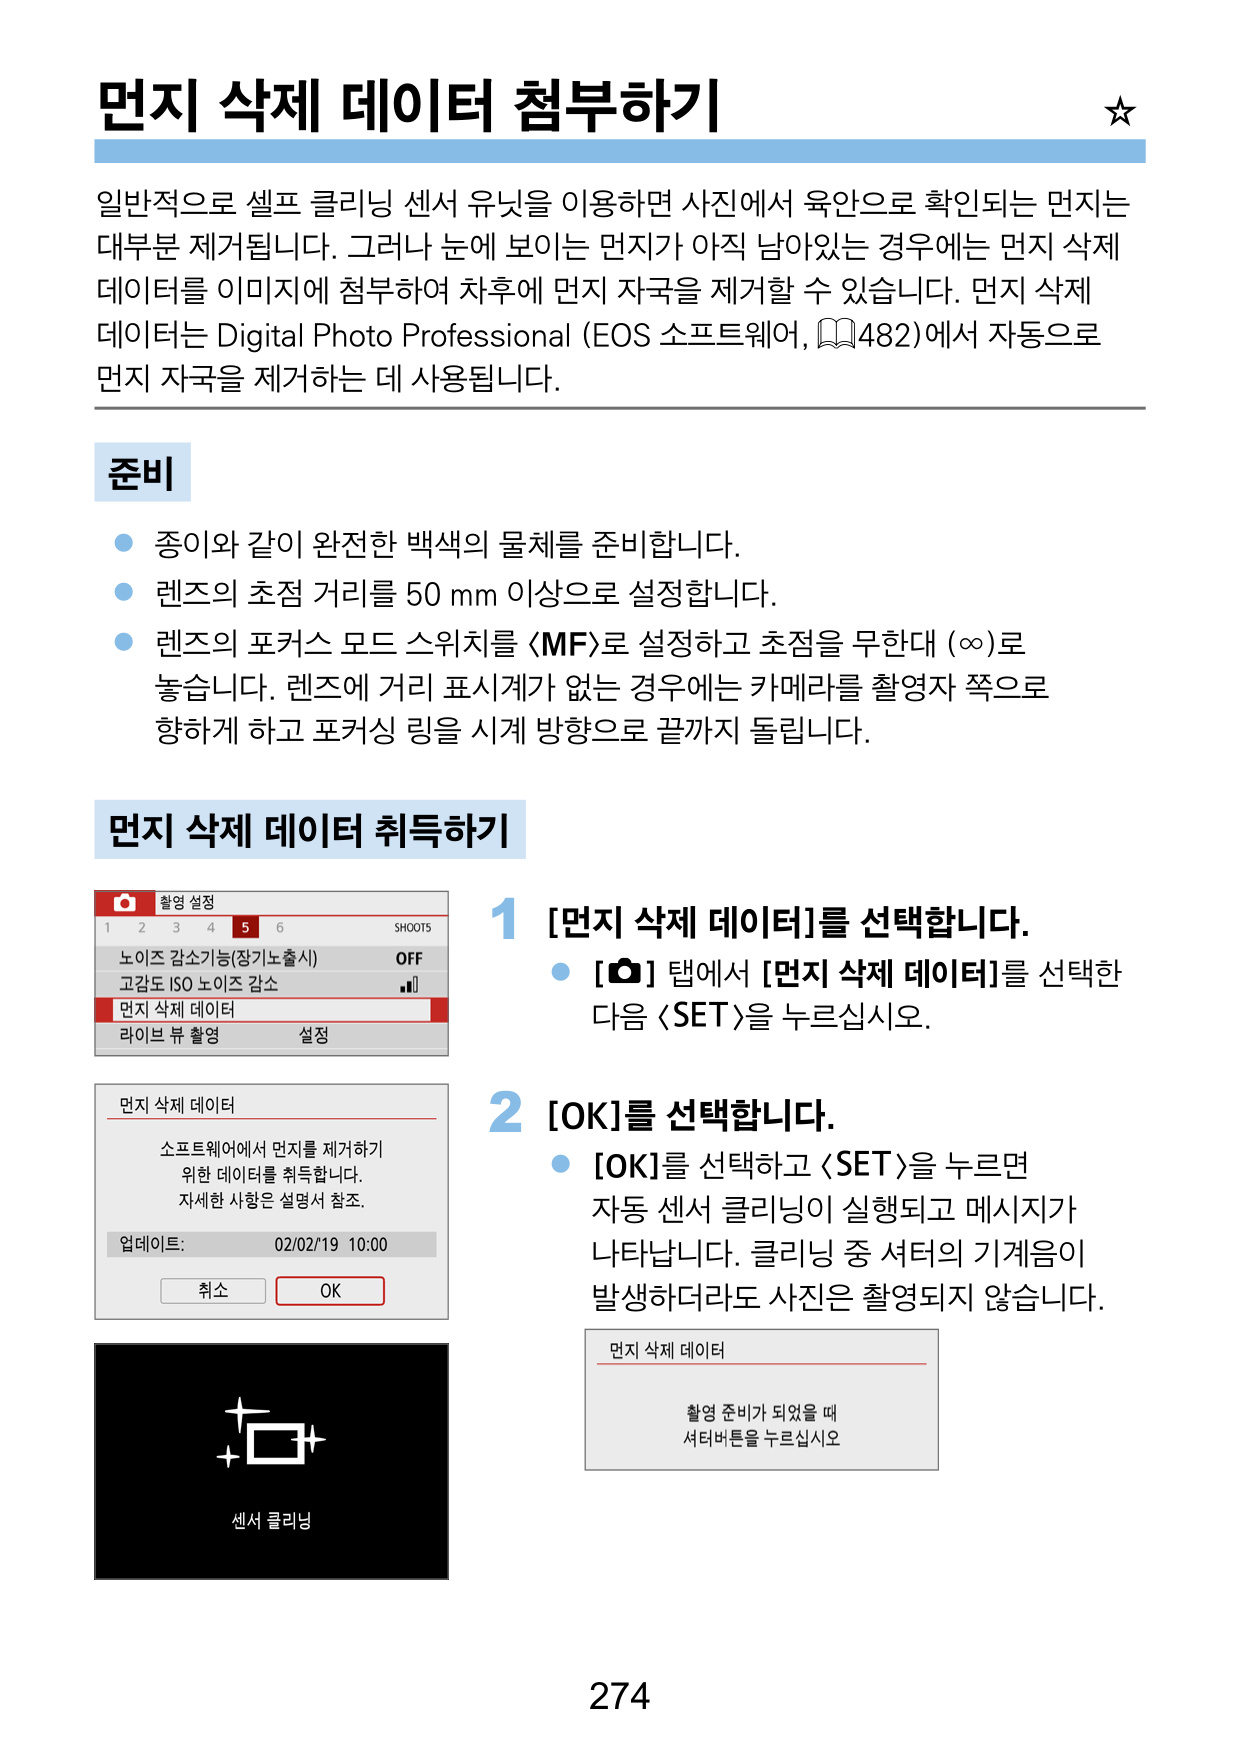 먼지 삭제 데이터 첨부하기 ☆
일반적으로 셀프 클리닝 센서 유닛을 이용하면 사진에서 육안으로 확인되는 먼지는
대부분 제거됩니다. 그러나 눈에 보이는 먼지가 아직 남아있는 경우에는 먼지 삭제
데이터를 이미지에 첨부하여 차후에 먼지 자국을 제거할 수 있습니다. 먼지 삭제
데이터는 Digital Photo Professional (EOS 소프트웨어, 482)에서 자동으로
먼지 자국을 제거하는 데 사용됩니다.
준비
● 종이와 같이 완전한 백색의 물체를 준비합니다.
● 렌즈의 초점 거리를 50 mm 이상으로 설정합니다.
● 렌즈의 포커스 모드 스위치를 <MF>로 설정하고 초점을 무한대 (∞)로
놓습니다. 렌즈에 거리 표시계가 없는 경우에는 카메라를 촬영자 쪽으로
향하게 하고 포커싱 링을 시계 방향으로 끝까지 돌립니다.
먼지 삭제 데이터 취득하기
촬영 설정
1 2 3 4 5 6 SHOOT5
노이즈 감소기능(장기노출시) OFF
고감도 ISO 노이즈 감소
먼지 삭제 데이터
라이브 뷰 촬영 설정
1 [먼지 삭제 데이터]를 선택합니다.
● [] 탭에서 [먼지 삭제 데이터]를 선택한
다음 <SET>을 누르십시오.
먼지 삭제 데이터
소프트웨어에서 먼지를 제거하기
위한 데이터를 취득합니다.
자세한 사항은 설명서 참조.
업데이트: 02/02/'19 10:00
취소 OK
센서 클리닝
2 [OK]를 선택합니다.
● [OK]를 선택하고 <SET>을 누르면
자동 센서 클리닝이 실행되고 메시지가
나타납니다. 클리닝 중 셔터의 기계음이
발생하더라도 사진은 촬영되지 않습니다.
먼지 삭제 데이터
촬영 준비가 되었을 때
셔터버튼을 누르십시오
274